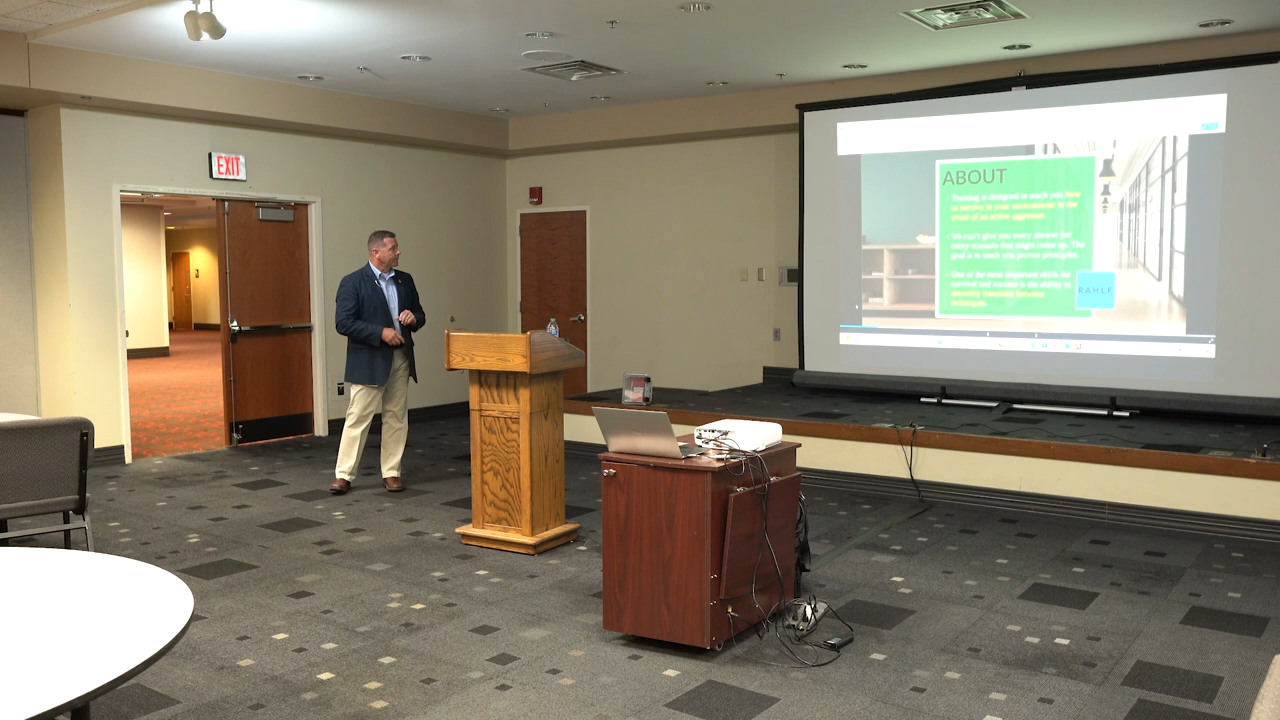 EXIT
ABOUT
Training is designed to teach you how
to survive in your environment in the
event of an active aggressor.
We can't give you every answer for
every scenario that might come up. The
goal is to teach you proven principles.
One of the most important skills for
survival and success is the ability to
smoothly transition between
techniques.
RAHLF